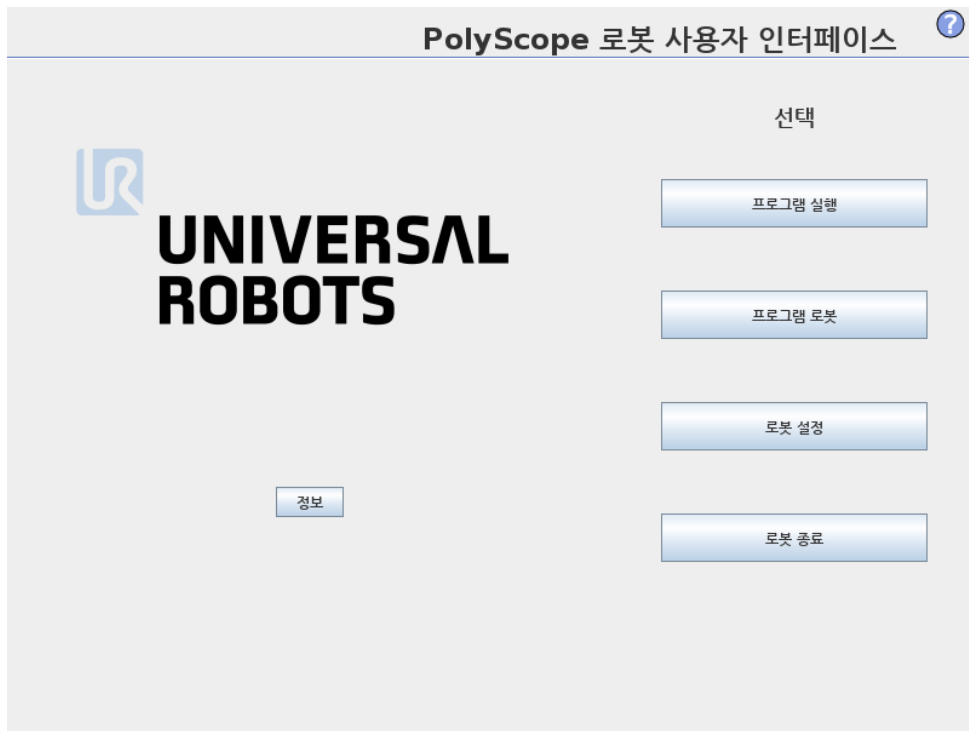 PolyScope 로봇 사용자 인터페이스
?
선택
UR
UNIVERSAL
ROBOTS
프로그램 실행
프로그램 로봇
로봇 설정
정보
로봇 종료